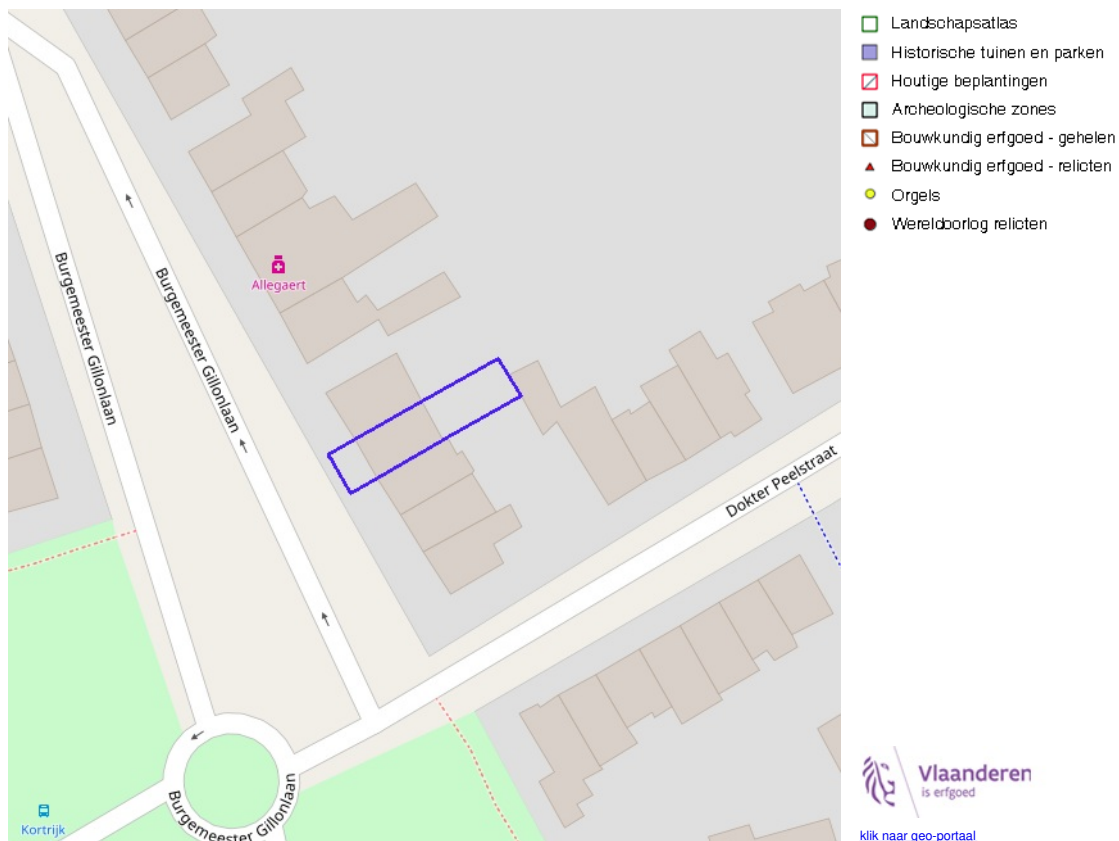 Landschapsatlas
Historische tuinen en parken
Houtige beplantingen
Archeologische zones
Bouwkundig erfgoed - gehelen
Bouwkundig erfgoed - relicten
Orgels
Wereldoorlog relicten
Burgemeester Gillonlaan
Burgemeester Gillonlaan
Allegaert
Dokter Peelstraat
Burgemeester Gillonlaan
Kortrijk
Vlaanderen
is erfgoed
klik naar geo-portaal